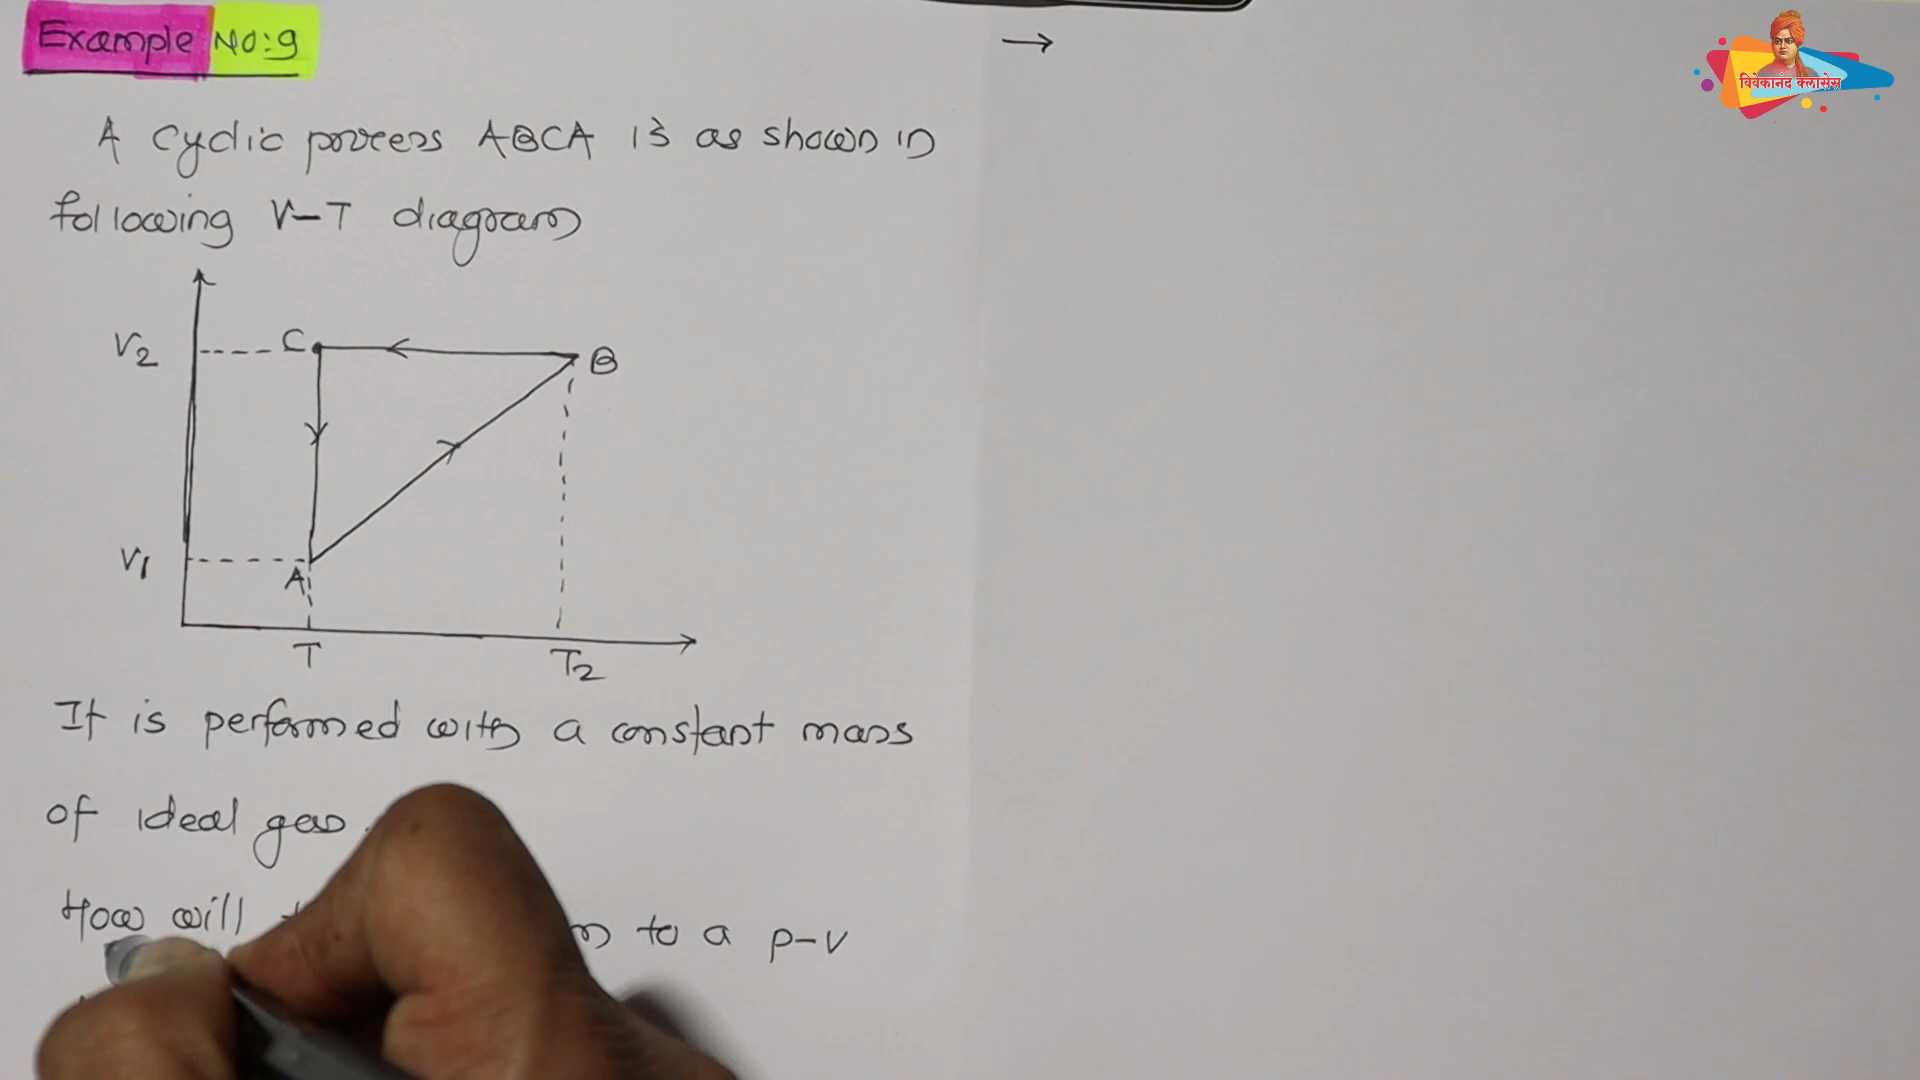 Example No:9
→
विवेकानंद क्लासेस
A cyclic process ABCA is as shown in
following V-T diagram
V2
C
B
V1
A
T
T2
It is performed with a constant mass
of ideal gas.
How will
to a p-v